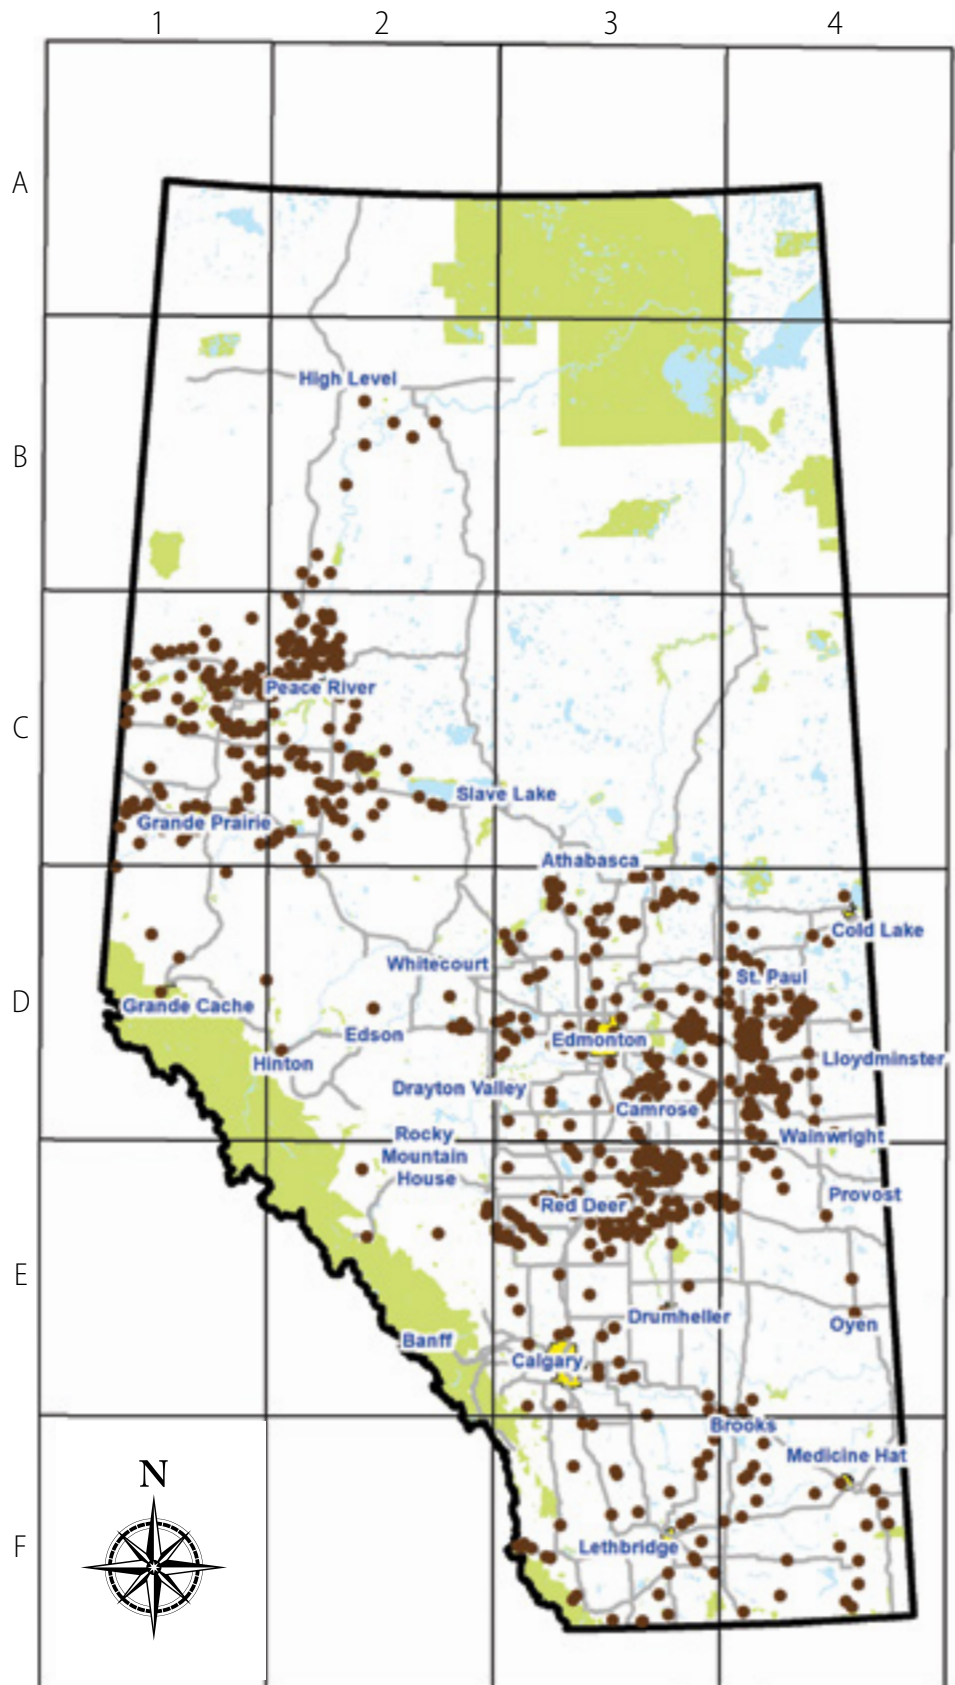 1 2 3 4
A
High Level
B
Peace River
C
Slave Lake
Grande Prairie
Athabasca
Cold Lake
Whitecourt
St. Paul
D
Grande Cache
Edson
Edmonton
Hinton
Lloydminster
Drayton Valley
Camrose
Rocky
Mountain
House
Wainwright
Provost
Red Deer
E
Drumheller
Oyen
Banff
Calgary
Brooks
Medicine Hat
N
F
Lethbridge